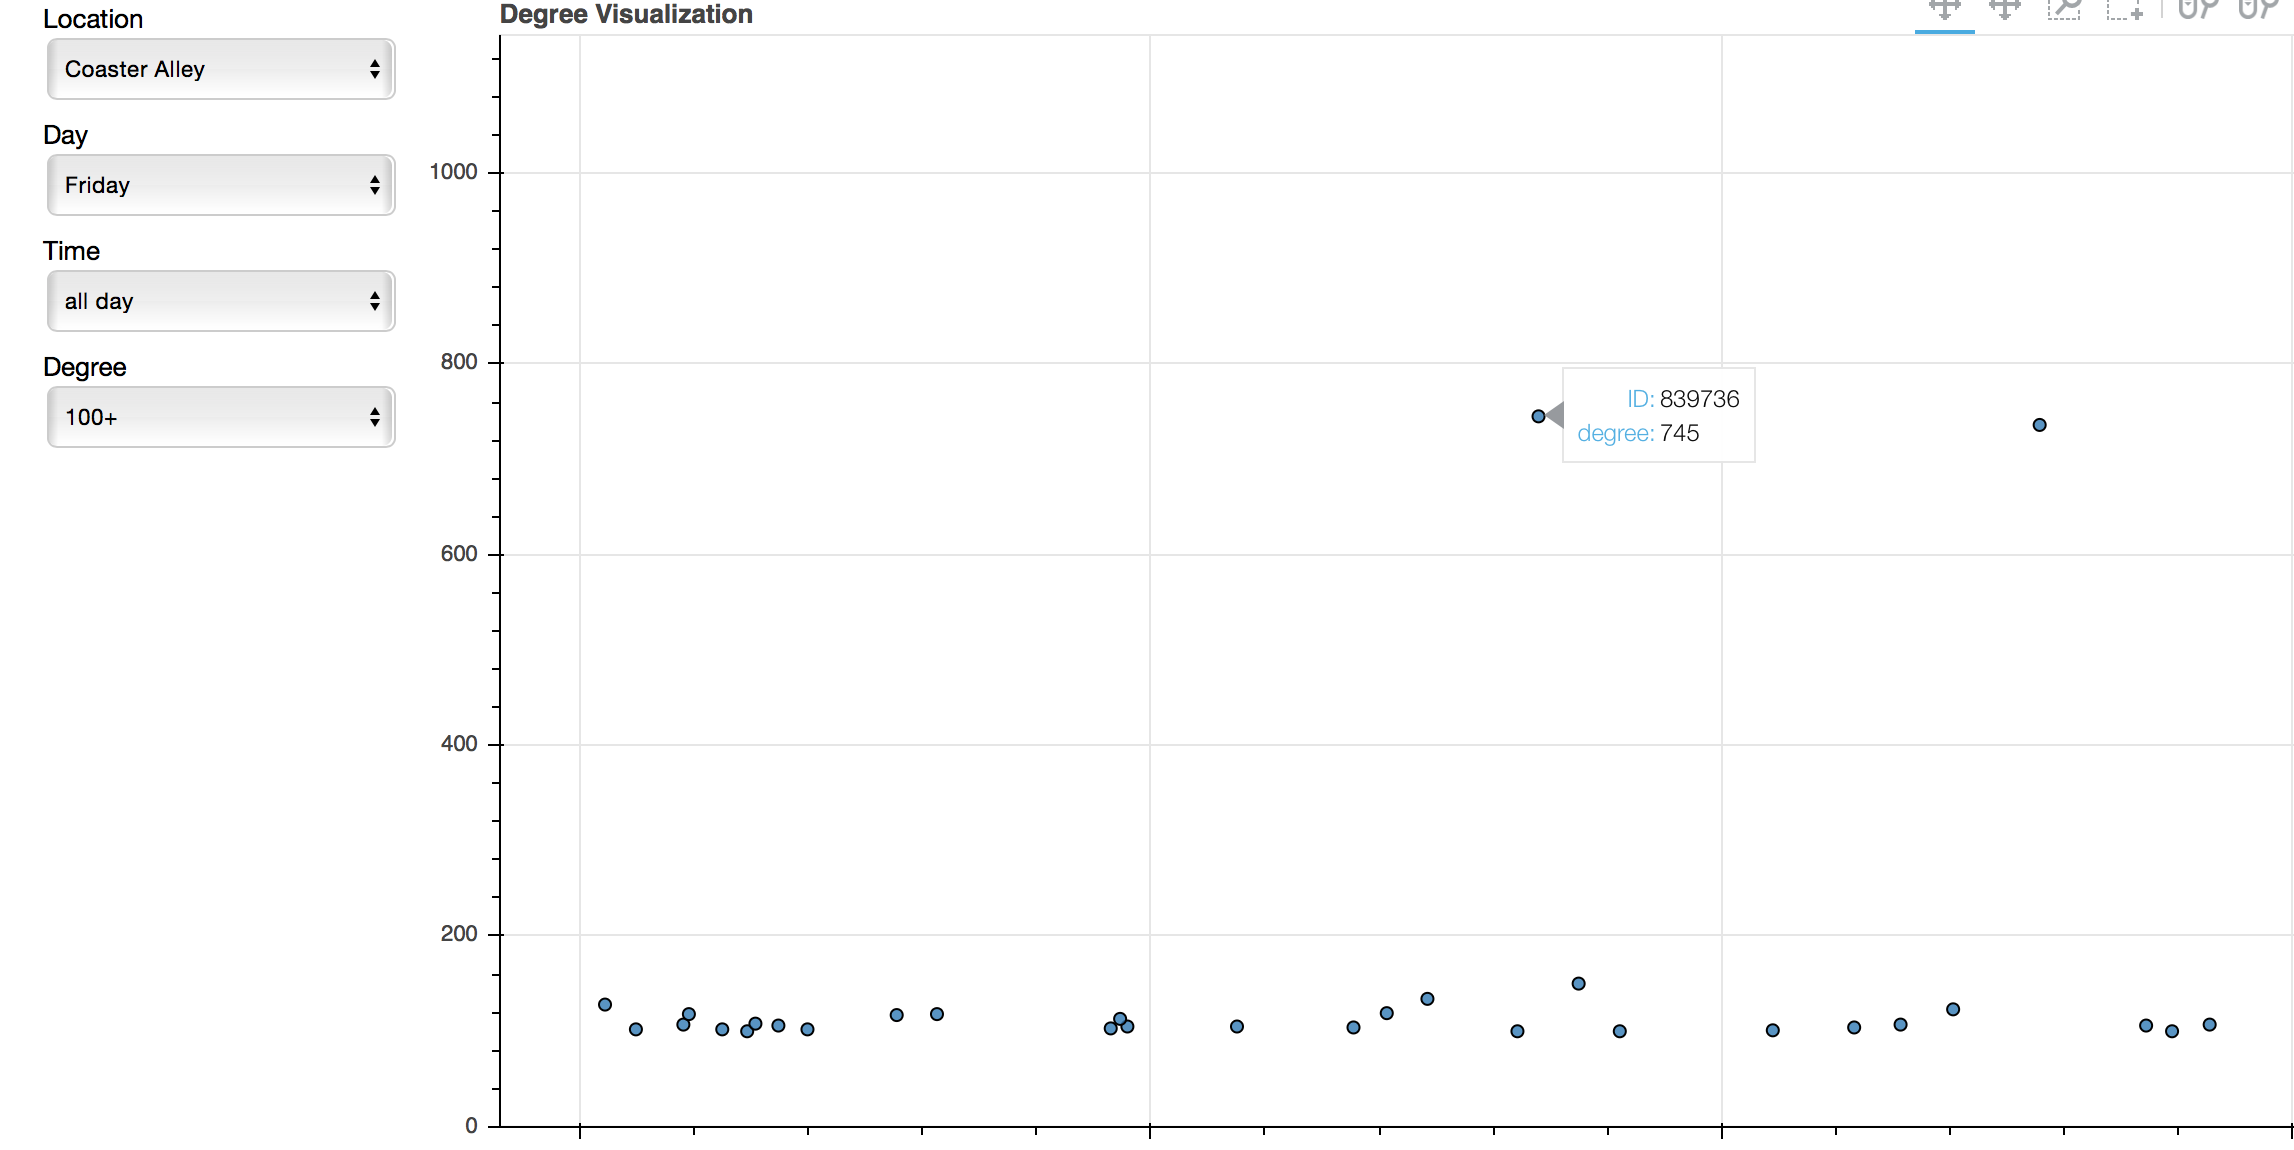 Location
Coaster Alley
Day
Friday
Time
all day
Degree
100+
Degree Visualization
1000
800
600
400
200
0
ID: 839736
degree: 745